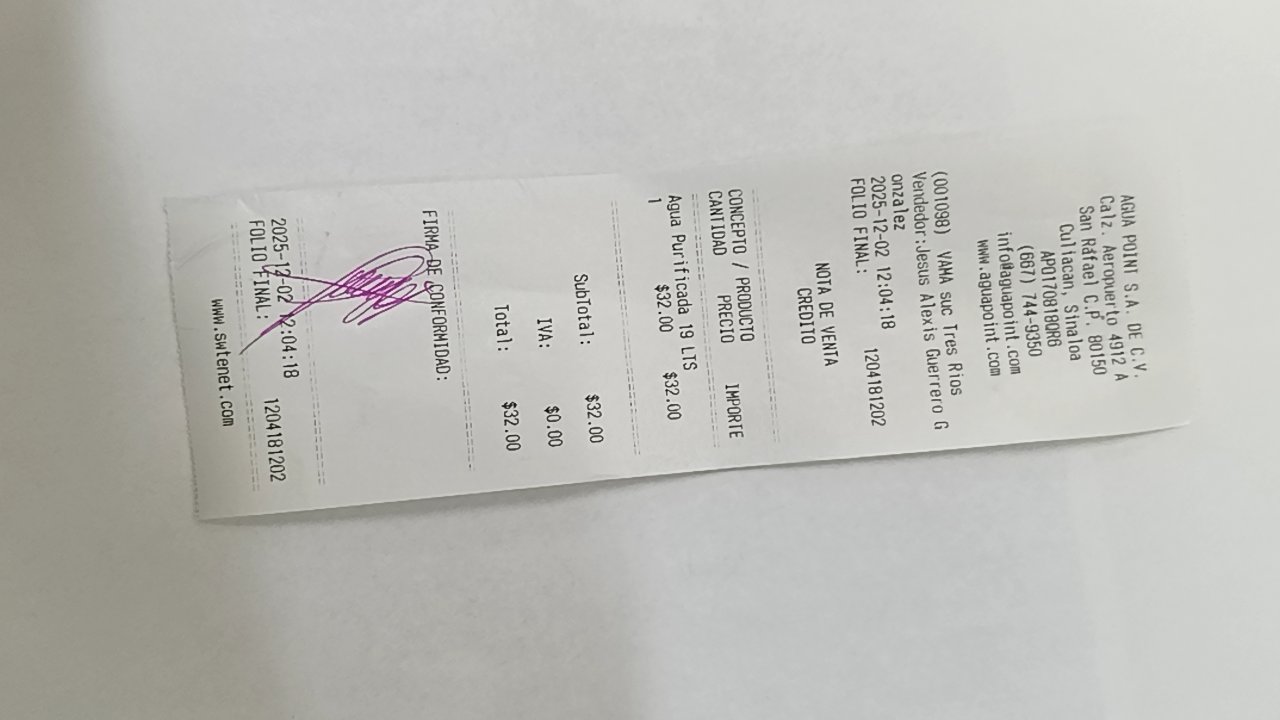 AGUA POINT S.A. DE C.V.
Calz. Aeropuerto 4912 A
San Rafael C.P. 80150
Culiacan, Sinaloa
APO170818QR6
(667) 744-9350
info@aguapoint.com
www.aguapoint.com
(001098) VAMA suc Tres Rios
Vendedor:Jesus Alexis Guerrero G
onzalez
2025-12-02 12:04:18
FOLIO FINAL: 1204181202
NOTA DE VENTA
CREDITO
CONCEPTO / PRODUCTO
CANTIDAD PRECIO IMPORTE
Agua Purificada 19 LTS
1 $32.00 $32.00
SubTotal: $32.00
IVA: $0.00
Total: $32.00
FIRMA DE CONFORMIDAD:
2025-12-02 12:04:18
FOLIO FINAL: 1204181202
www.swtenet.com